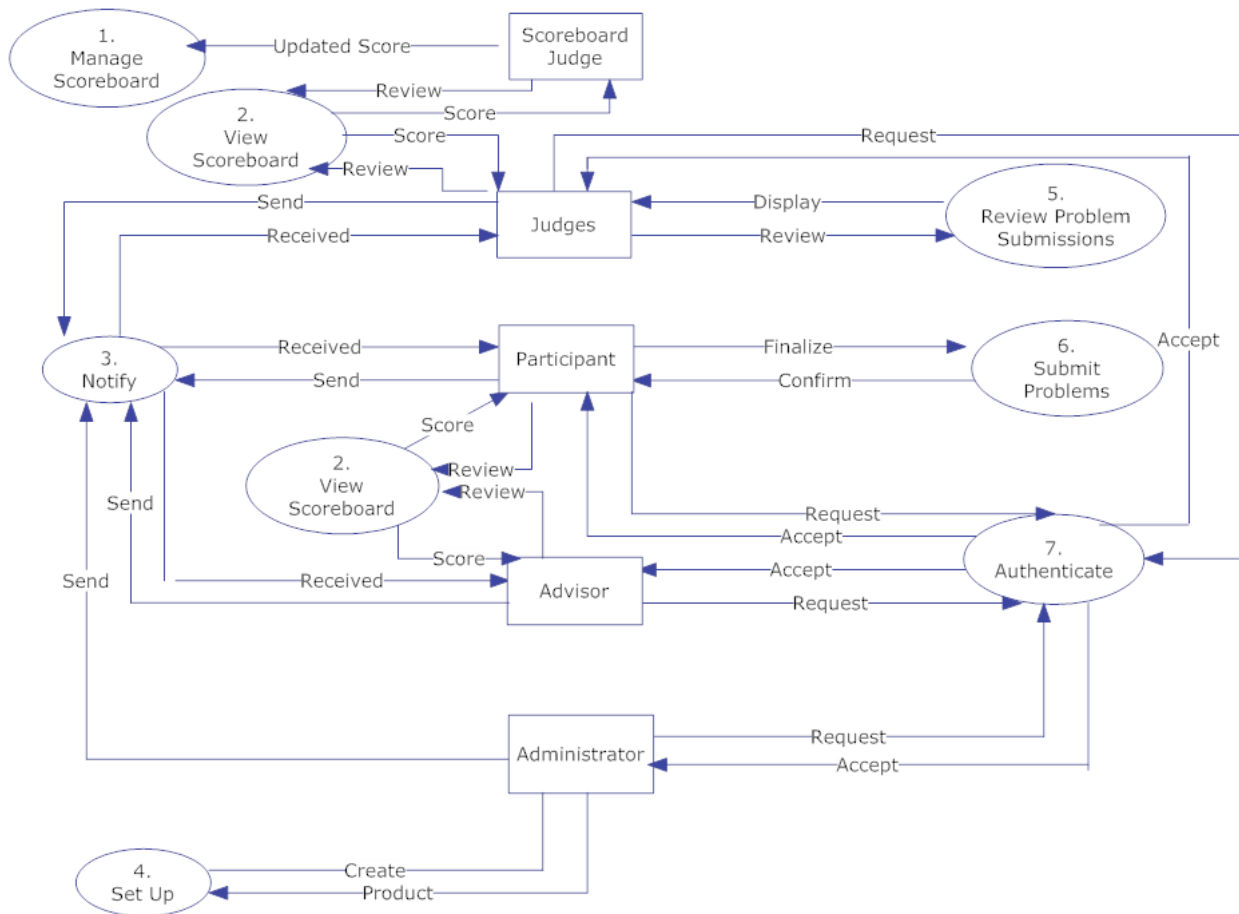 1.
Manage
Scoreboard
Updated Score
Scoreboard
Judge
Review
Score
2.
View
Scoreboard
Score
Review
Request
Send
Received
Judges
Display
Review
5.
Review Problem
Submissions
3.
Notify
Received
Send
Participant
Finalize
Confirm
6.
Submit
Problems
Accept
Score
2.
View
Scoreboard
Review
Review
Send
Score
Received
Advisor
Request
Accept
Accept
Request
7.
Authenticate
Send
Administrator
Request
Accept
4.
Set Up
Create
Product